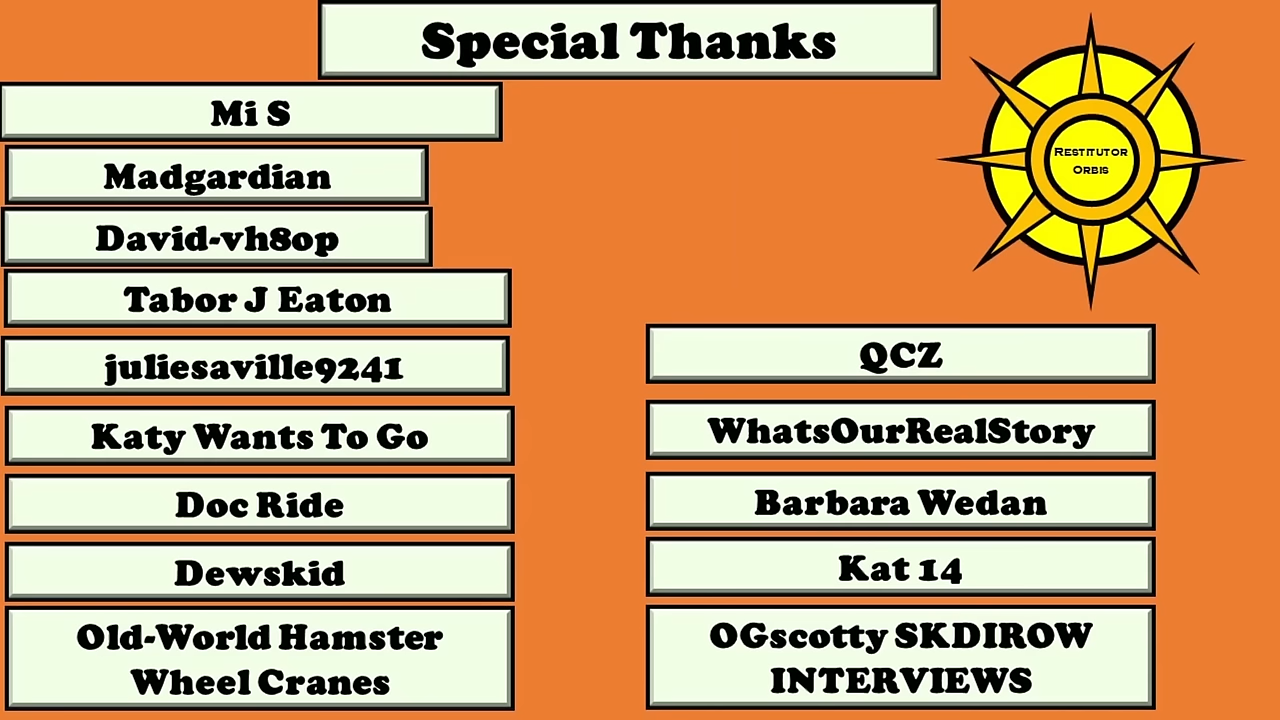 Special Thanks
Mi S
Madgardian
David-vh8op
Tabor J Eaton
juliesaville9241
Katy Wants To Go
Doc Ride
Dewskid
Old-World Hamster
Wheel Cranes
Restitutor
Orbis
QCZ
WhatsOurRealStory
Barbara Wedan
Kat 14
OGscotty SKDIROW
INTERVIEWS